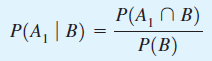 P(A₁ | B) = P(A₁ ∩ B) / P(B)